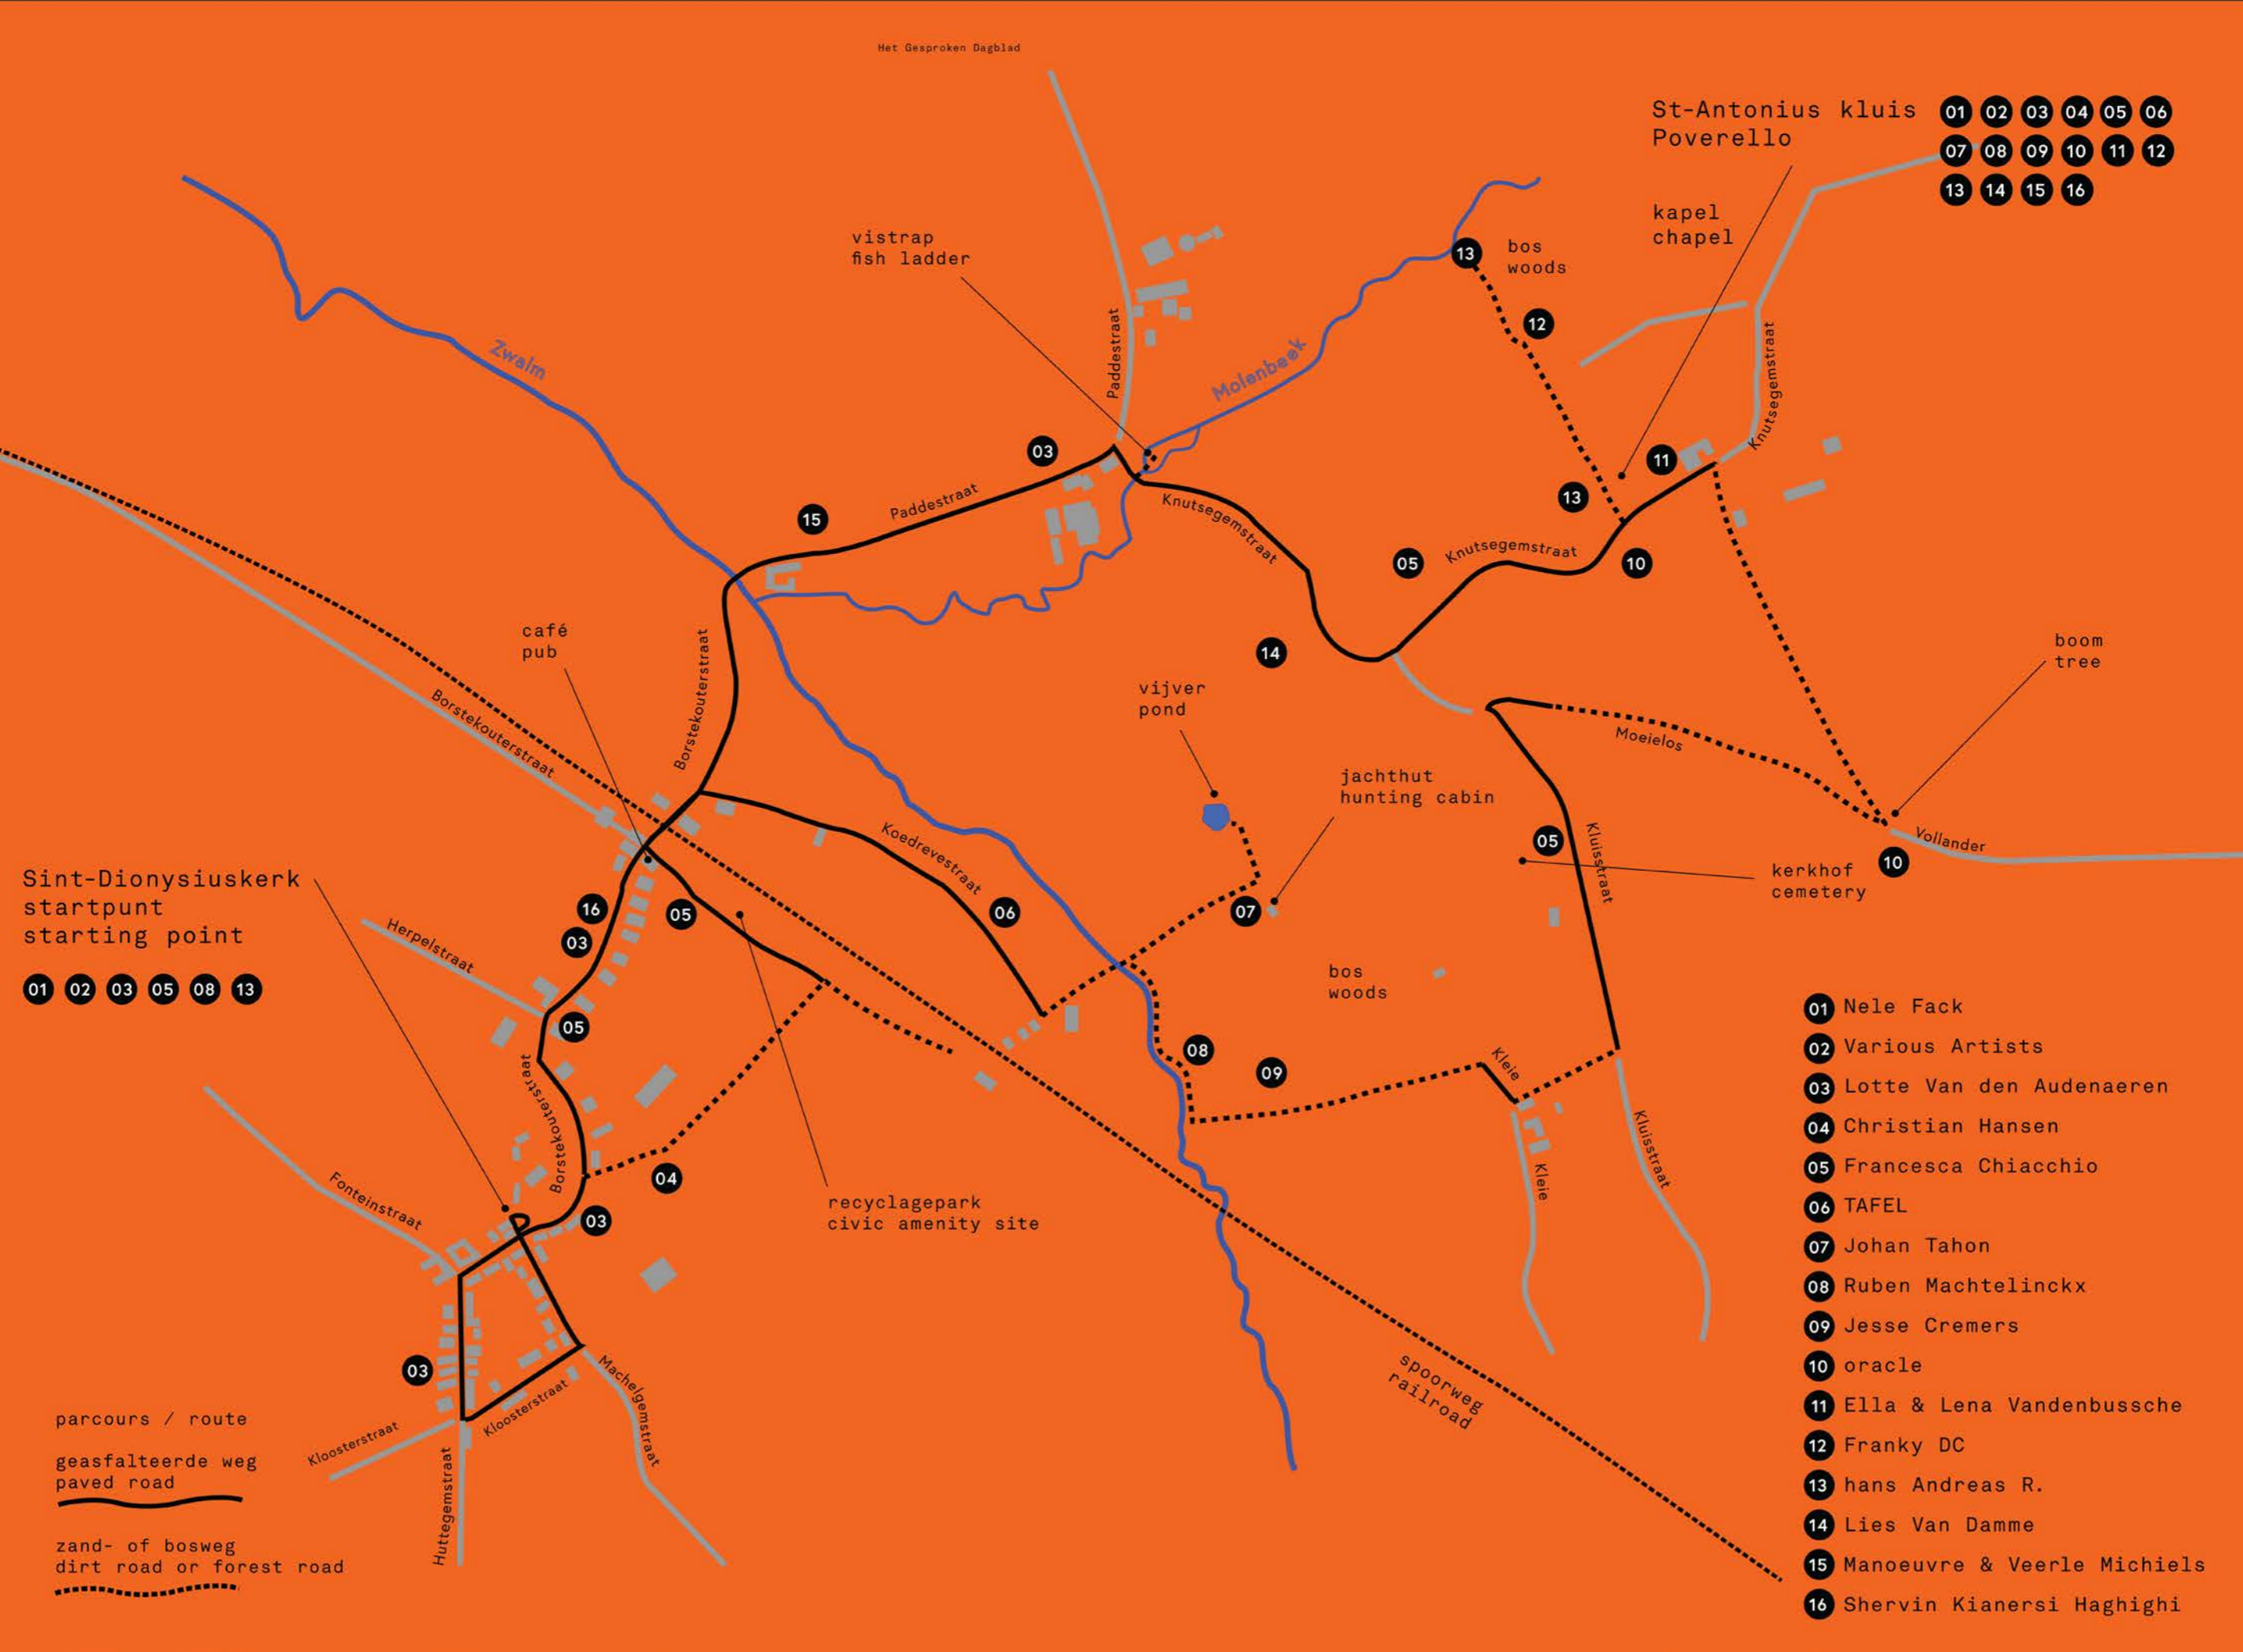 Het Gesproken Dagblad
St-Antonius kluis
Poverello
01 02 03 04 05 06
07 08 09 10 11 12
13 14 15 16
kapel
chapel
vistrap
fish ladder
13
bos
woods
12
Zwalm
Paddestraat
Molenbeek
Knutsegemstraat
03
11
15
Paddestraat
Knutsegemstraat
13
05
Knutsegemstraat
10
café
pub
Borstekouterstraat
14
boom
tree
vijver
pond
Borstekouterstraat
Moeielos
jachthut
hunting cabin
Koedrevestraat
05
Kluisstraat
Vollander
10
kerkhof
cemetery
Sint-Dionysiuskerk
startpunt
starting point
01 02 03 05 08 13
16
05
03
06
07
Herpelstraat
bos
woods
05
08
09
Kleie
Borstekouterstraat
04
Kluisstraat
Kleie
Fonteinstraat
03
recyclagepark
civic amenity site
03
Machelgemstraat
Kloosterstraat
Kloosterstraat
Huttegemstraat
spoorweg
railroad
parcours / route
geasfalteerde weg
paved road
zand- of bosweg
dirt road or forest road
01 Nele Fack
02 Various Artists
03 Lotte Van den Audenaeren
04 Christian Hansen
05 Francesca Chiacchio
06 TAFEL
07 Johan Tahon
08 Ruben Machtelinckx
09 Jesse Cremers
10 oracle
11 Ella & Lena Vandenbussche
12 Franky DC
13 hans Andreas R.
14 Lies Van Damme
15 Manoeuvre & Veerle Michiels
16 Shervin Kianersi Haghighi